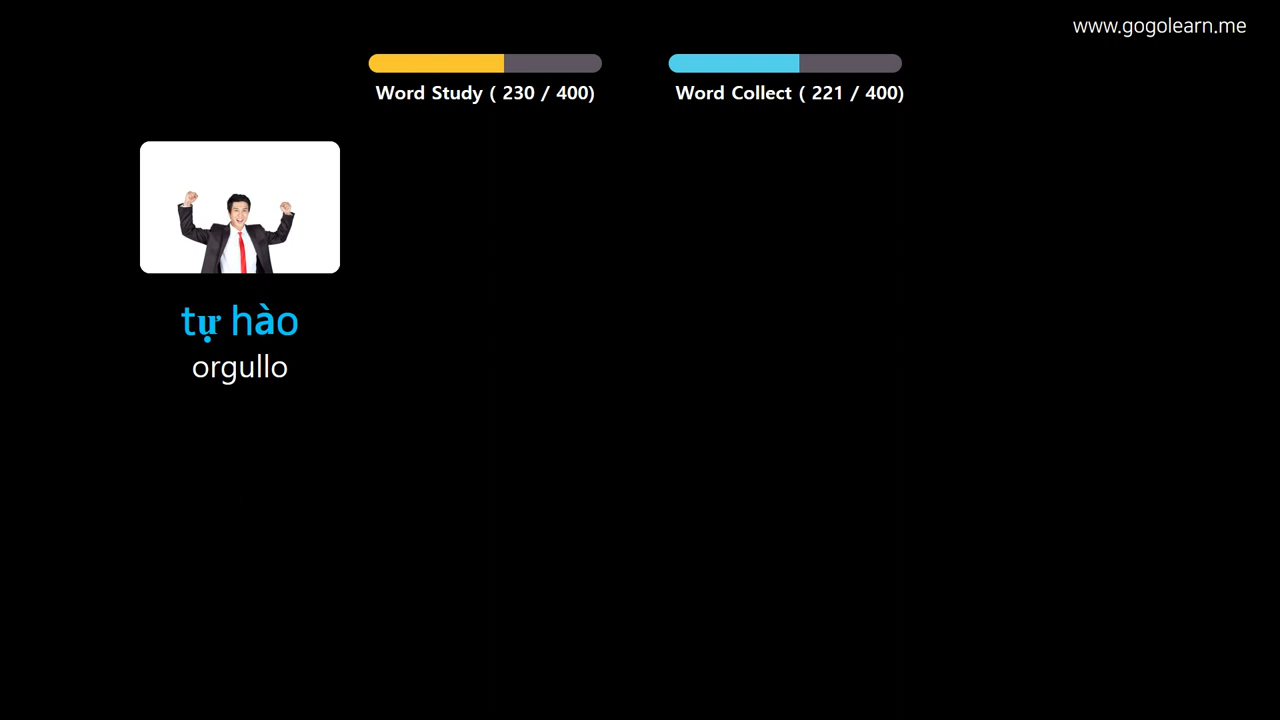 www.gogolearn.me
Word Study ( 230 / 400)
Word Collect ( 221 / 400)
tự hào
orgullo